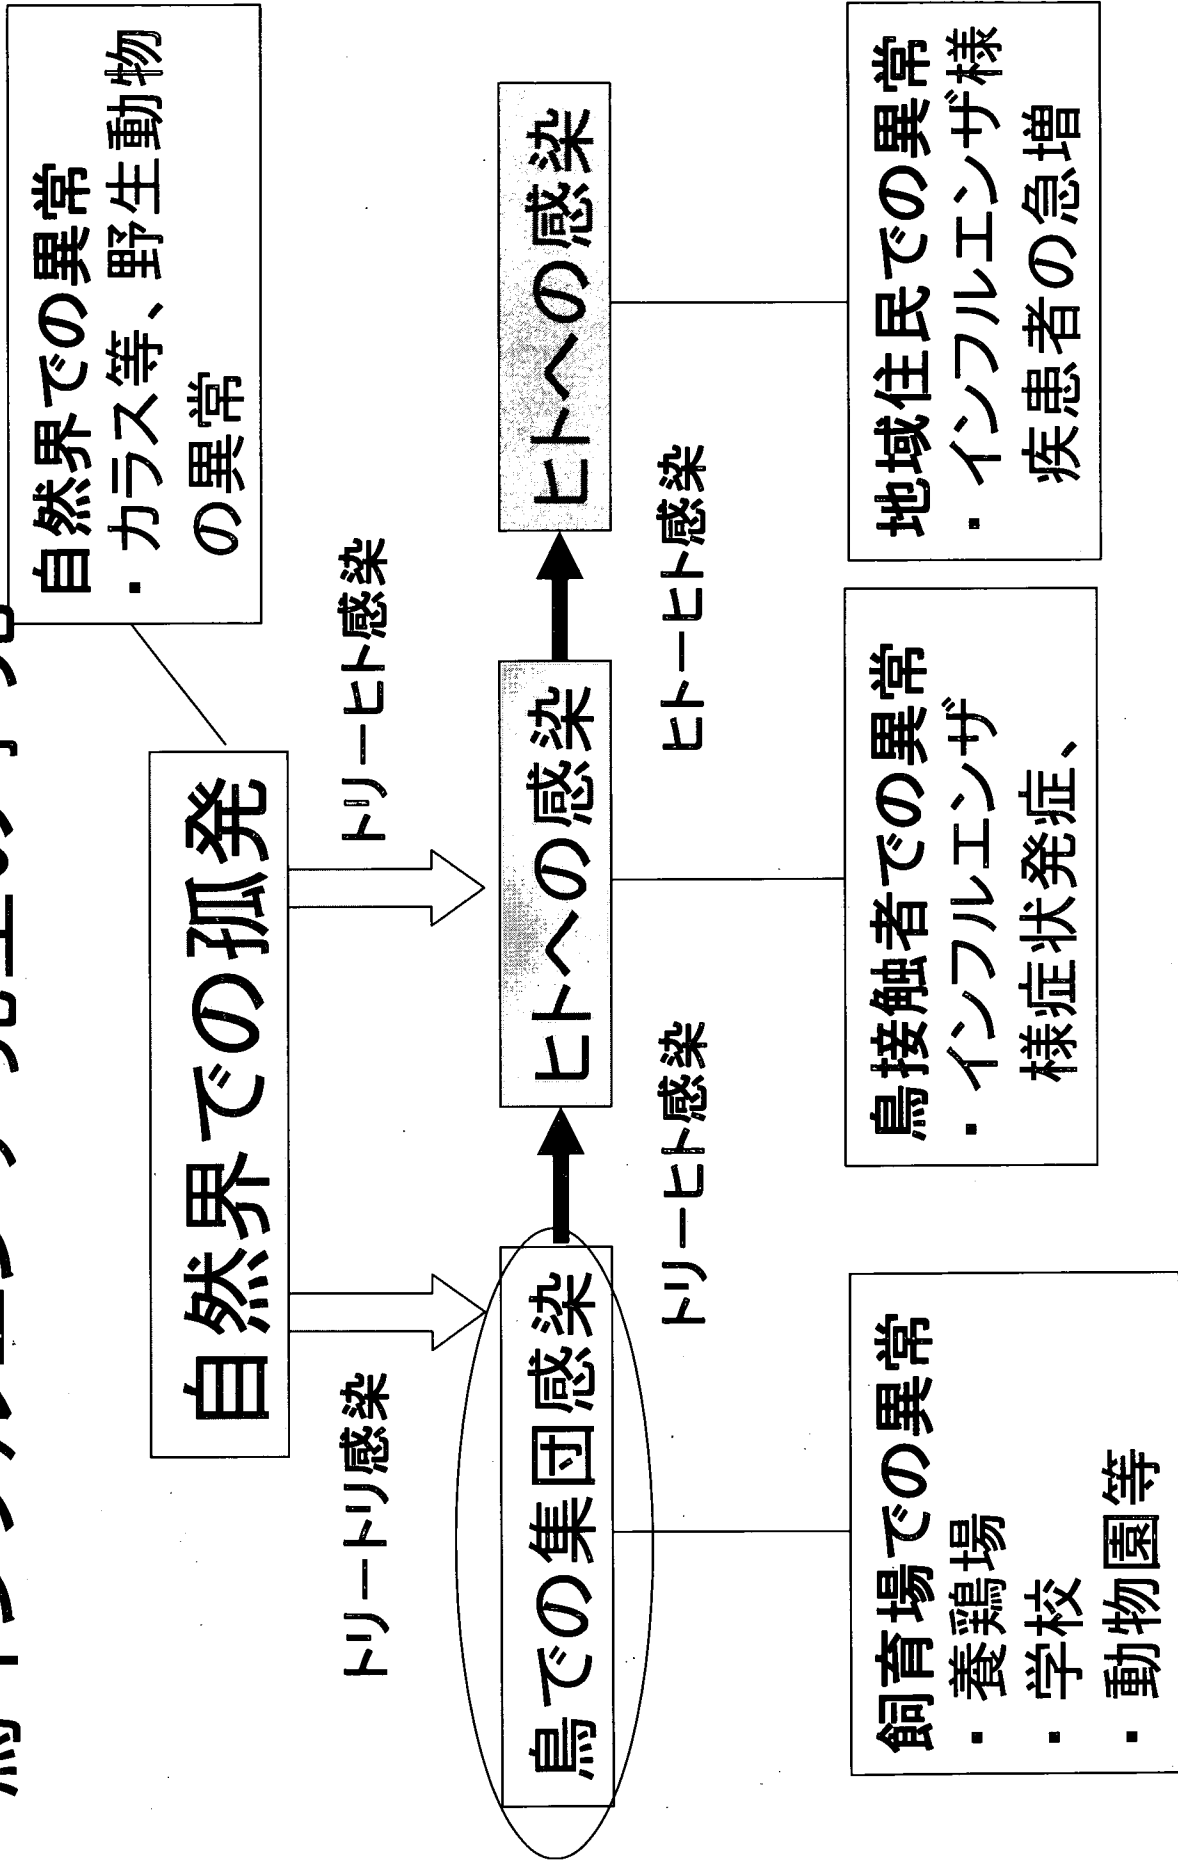 自然界での異常
・カラス等、野生動物
の異常
自然界での孤発
トリートリ感染
トリーヒト感染
鳥での集団感染
ヒトへの感染
ヒトへの感染
トリーヒト感染
ヒトーヒト感染
飼育場での異常
・養鶏場
・学校
・動物園等
鳥接触者での異常
・インフルエンザ
様症状発症、
地域住民での異常
・インフルエンザ様
疾患者の急増